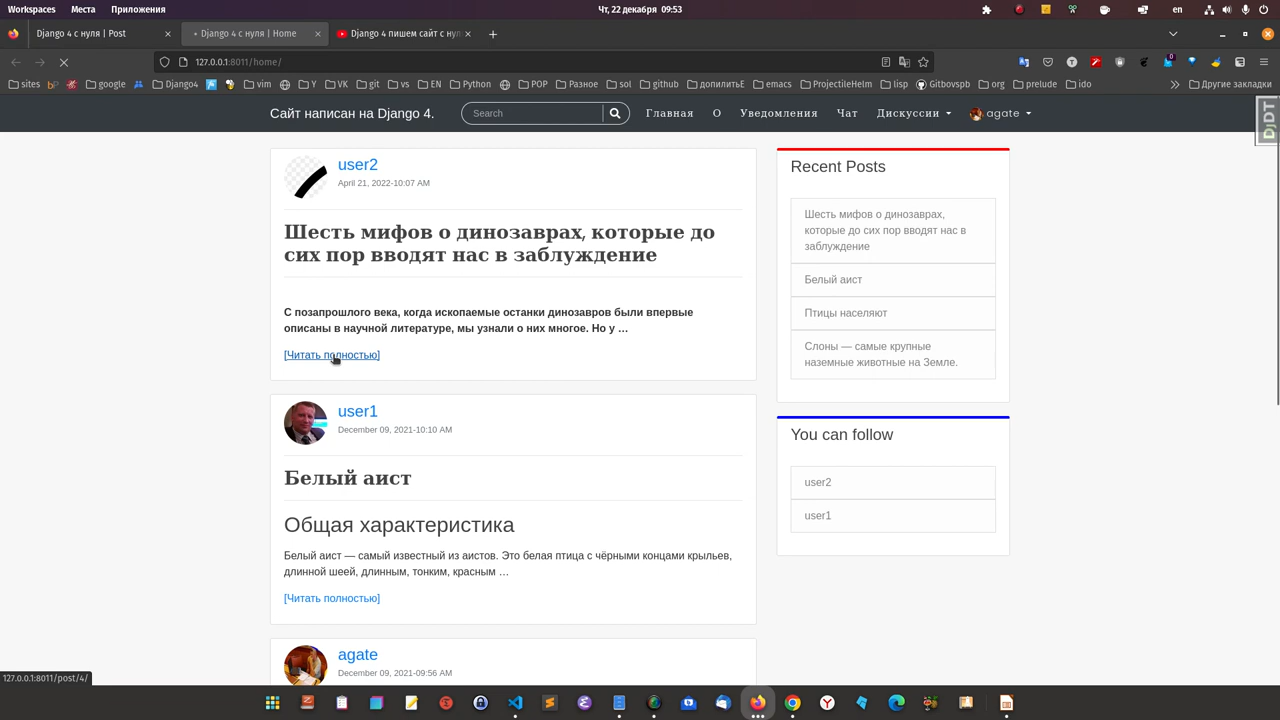 Workspaces Места Приложения Чт, 22 декабря 09:53 en
Django 4 с нуля | Post Django 4 с нуля | Home Django 4 пишем сайт с нул
127.0.0.1:8011/home/
sites google Django4 vim Y VK git vs EN Python POP Разное sol github допилитьЕ emacs ProjectileHelm lisp Gitbovspb org prelude ido Другие закладки
Сайт написан на Django 4. Search Главная О Уведомления Чат Дискуссии agate
DjDT
user2
April 21, 2022-10:07 AM
Шесть мифов о динозаврах, которые до
сих пор вводят нас в заблуждение
С позапрошлого века, когда ископаемые останки динозавров были впервые
описаны в научной литературе, мы узнали о них многое. Но у …
[Читать полностью]
user1
December 09, 2021-10:10 AM
Белый аист
Общая характеристика
Белый аист — самый известный из аистов. Это белая птица с чёрными концами крыльев,
длинной шеей, длинным, тонким, красным …
[Читать полностью]
agate
December 09, 2021-09:56 AM
Recent Posts
Шесть мифов о динозаврах,
которые до сих пор вводят нас в
заблуждение
Белый аист
Птицы населяют
Слоны — самые крупные
наземные животные на Земле.
You can follow
user2
user1
127.0.0.1:8011/post/4/